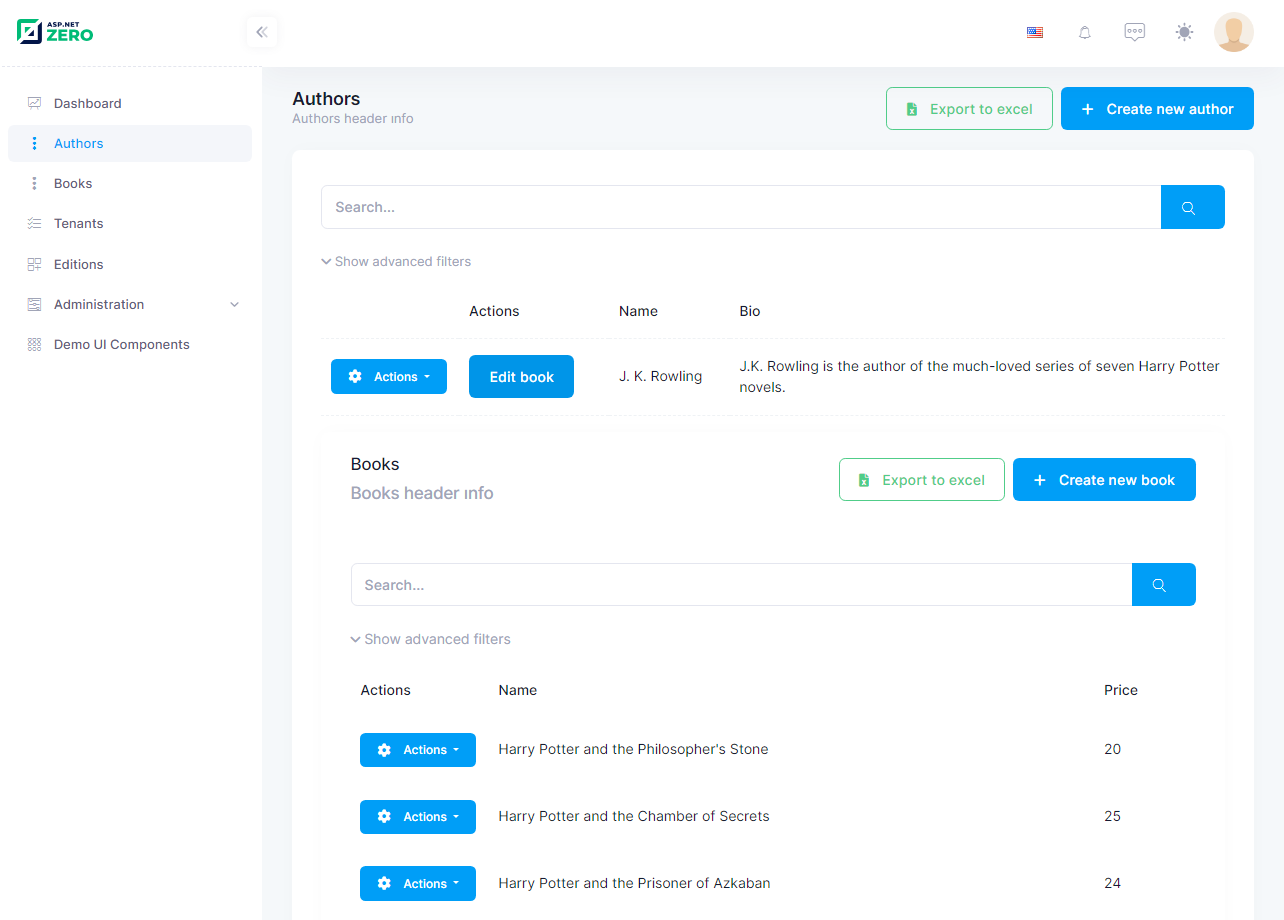 ASP.NET
ZERO
Dashboard
Authors
Books
Tenants
Editions
Administration
Demo UI Components
Authors
Authors header ınfo
Export to excel
Create new author
Search...
Show advanced filters
Actions Name Bio
Actions Edit book J. K. Rowling J.K. Rowling is the author of the much-loved series of seven Harry Potter
novels.
Books
Books header ınfo
Export to excel
Create new book
Search...
Show advanced filters
Actions Name Price
Actions Harry Potter and the Philosopher's Stone 20
Actions Harry Potter and the Chamber of Secrets 25
Actions Harry Potter and the Prisoner of Azkaban 24